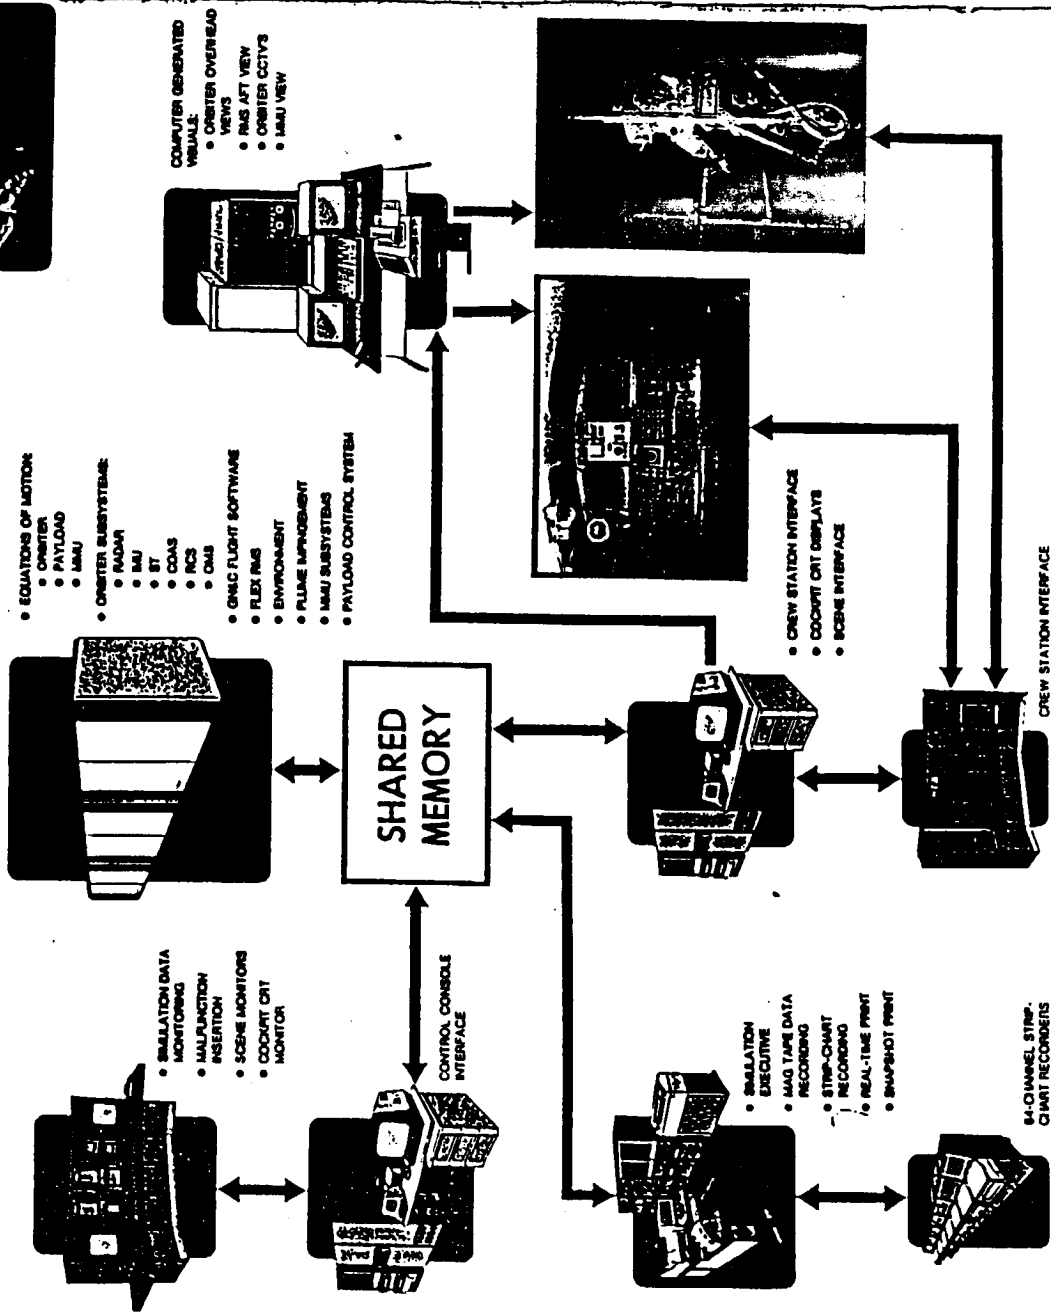 SIMULATION DATA
MONITORING
MALFUNCTION
INSERTION
SCENE MONITORS
COCKPIT CRT
MONITOR
CONTROL CONSOLE
INTERFACE
• EQUATIONS OF MOTION:
• ORBITER
• PAYLOAD
• MMU
• ORBITER SUBSYSTEMS:
• RADAR
• IMU
• ST
• COAS
• RCS
• OMS
• GN&C FLIGHT SOFTWARE
• FLEX RMS
• ENVIRONMENT
• PLUME IMPINGEMENT
• MMU SUBSYSTEMS
• PAYLOAD CONTROL SYSTEM
COMPUTER GENERATED
VISUALS:
• ORBITER OVERHEAD
VIEWS
• RMS AFT VIEW
• ORBITER CCTV'S
• MMU VIEW
SHARED
MEMORY
• SIMULATION
EXECUTIVE
• MAG TAPE DATA
RECORDING
• STRIP-CHART
RECORDING
• REAL-TIME PRINT
• SNAPSHOT PRINT
• CREW STATION INTERFACE
• COCKPIT CRT DISPLAYS
• SCENE INTERFACE
64-CHANNEL STRIP-
CHART RECORDERS
CREW STATION INTERFACE